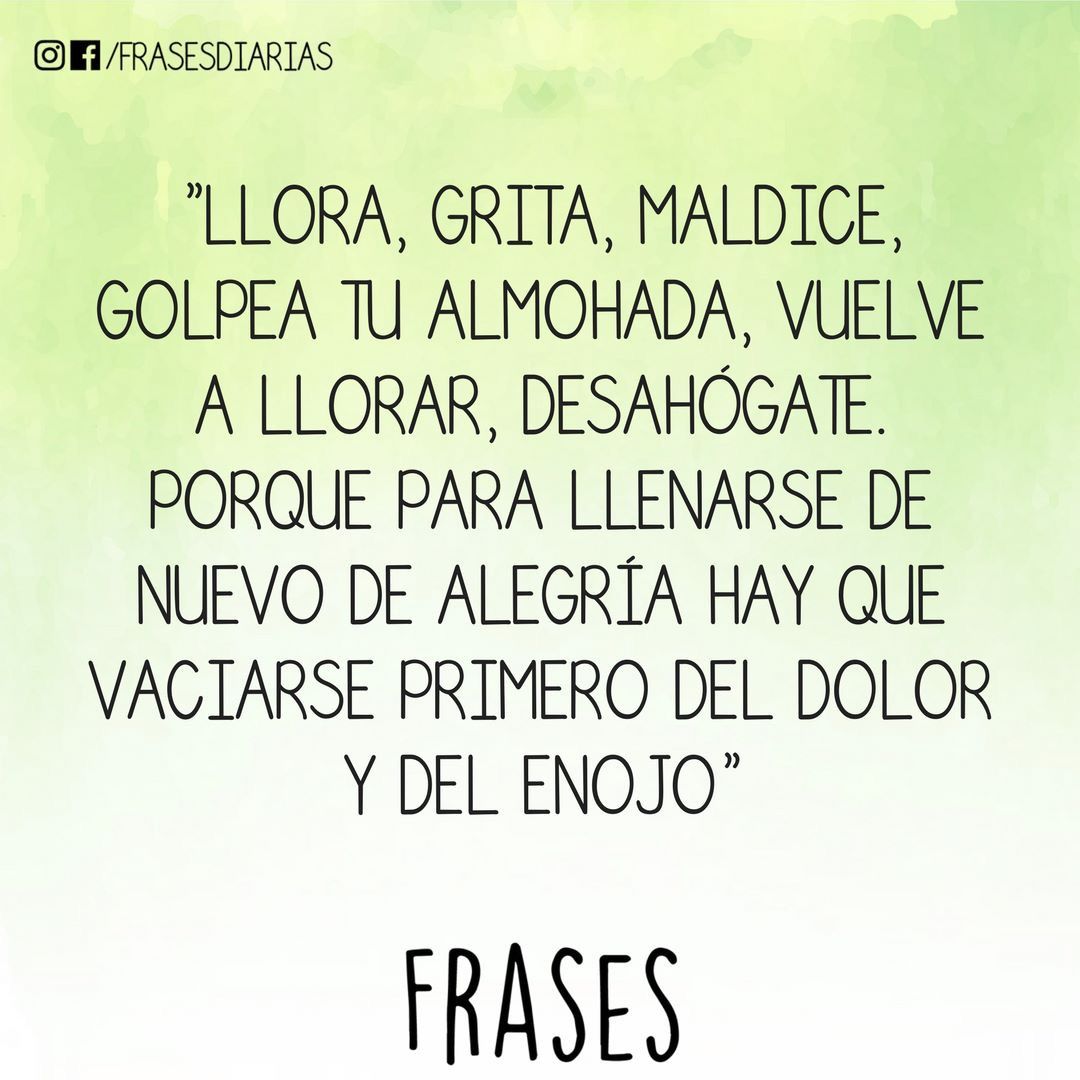 /FRASESDIARIAS
"LLORA, GRITA, MALDICE,
GOLPEA TU ALMOHADA, VUELVE
A LLORAR, DESAHÓGATE.
PORQUE PARA LLENARSE DE
NUEVO DE ALEGRÍA HAY QUE
VACIARSE PRIMERO DEL DOLOR
Y DEL ENOJO"
FRASES